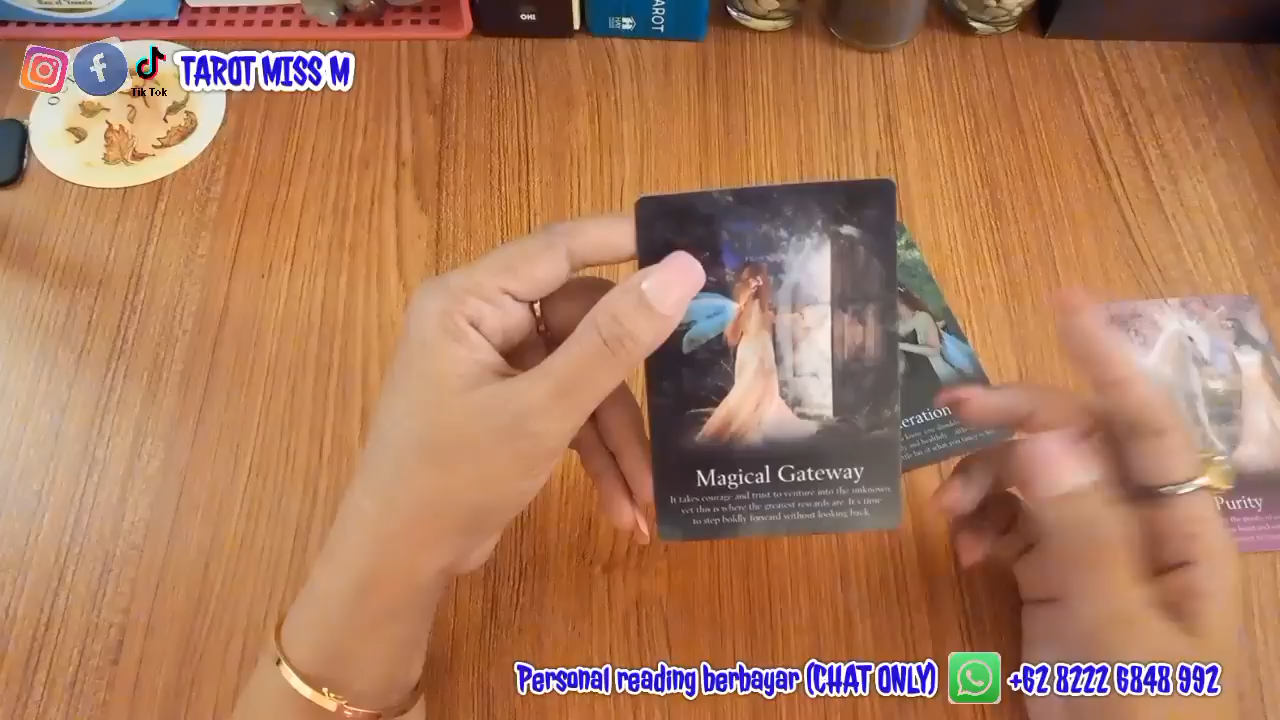 OH!
TAROT
HAY
Tik Tok
TAROT MISS M
Magical Gateway
It takes courage and trust to venture into the unknown,
yet this is where the greatest rewards are. It's time
to step boldly forward without looking back
eration
Purity
Personal reading berbayar (CHAT ONLY)
+62 8222 6848 992